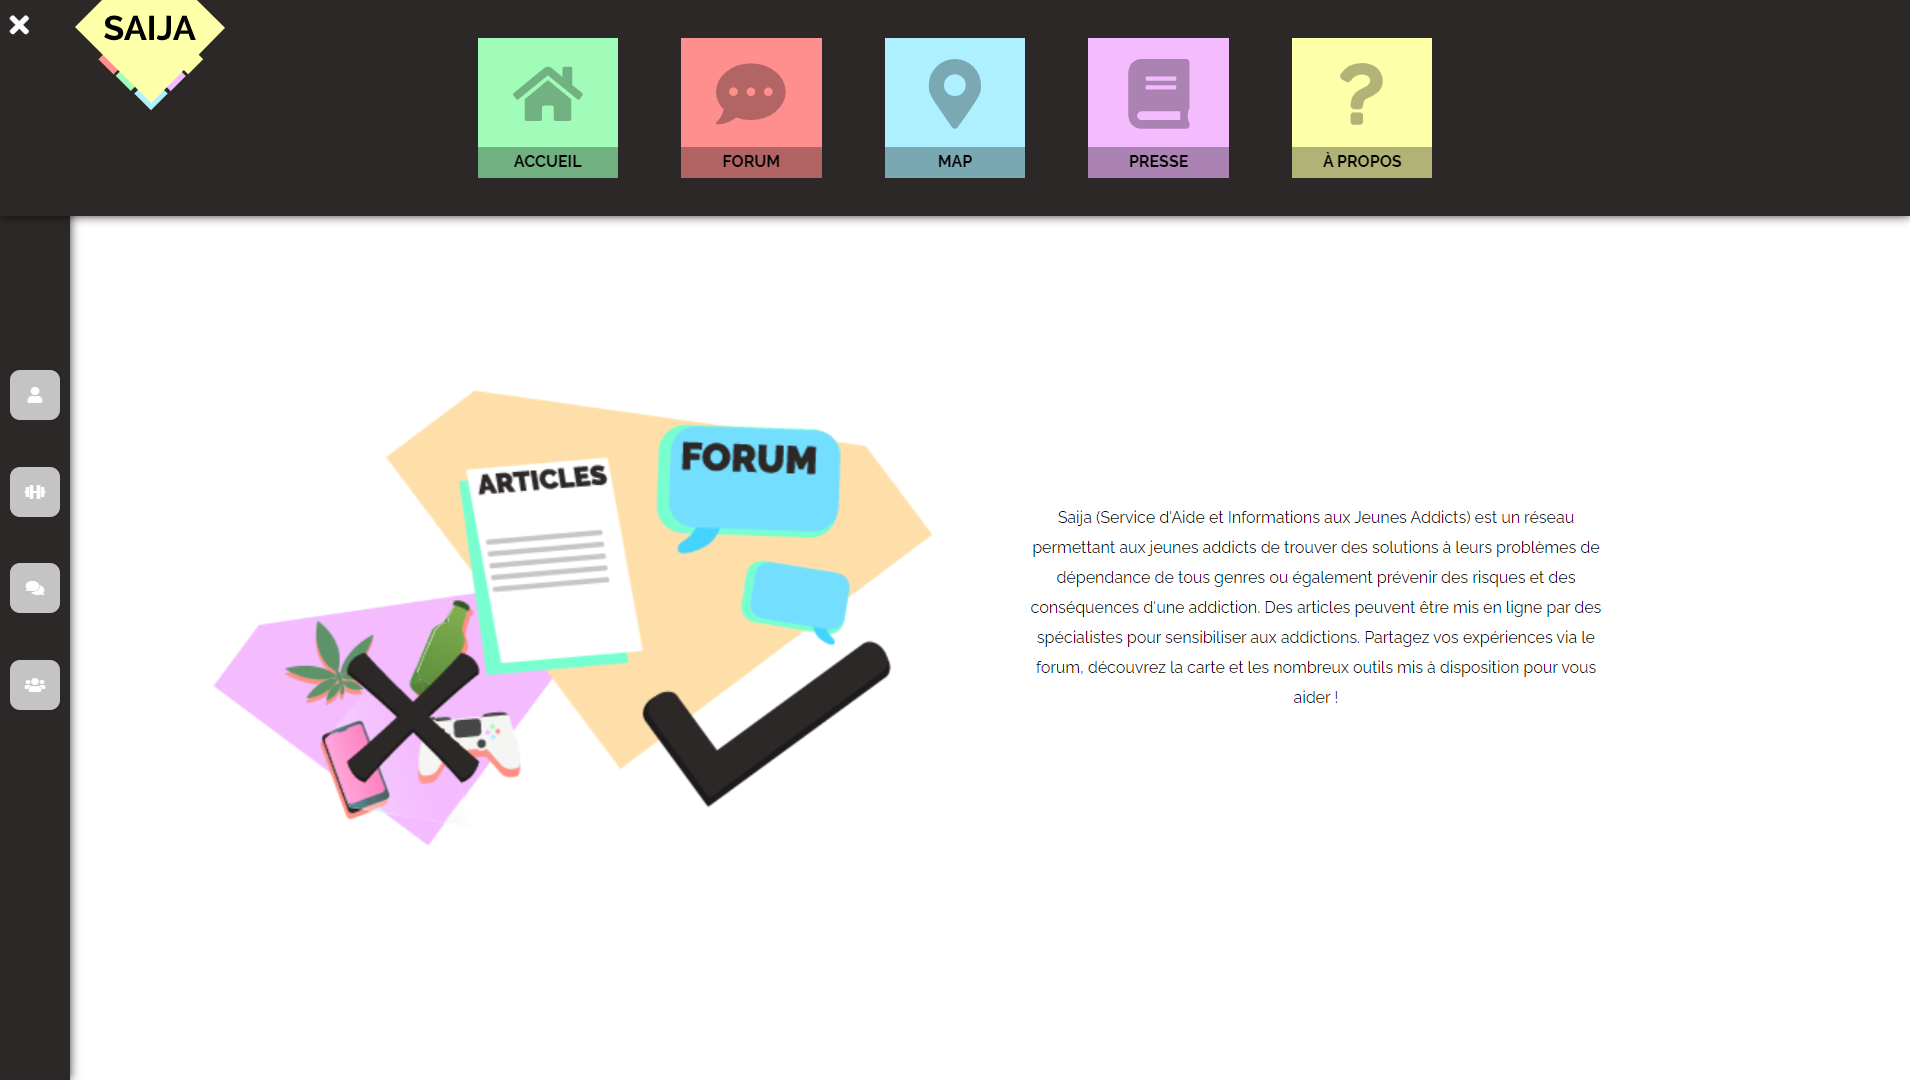 SAIJA
ACCUEIL
FORUM
MAP
PRESSE
À PROPOS
ARTICLES
FORUM
Saija (Service d'Aide et Informations aux Jeunes Addicts) est un réseau
permettant aux jeunes addicts de trouver des solutions à leurs problèmes de
dépendance de tous genres ou également prévenir des risques et des
conséquences d'une addiction. Des articles peuvent être mis en ligne par des
spécialistes pour sensibiliser aux addictions. Partagez vos expériences via le
forum, découvrez la carte et les nombreux outils mis à disposition pour vous
aider !